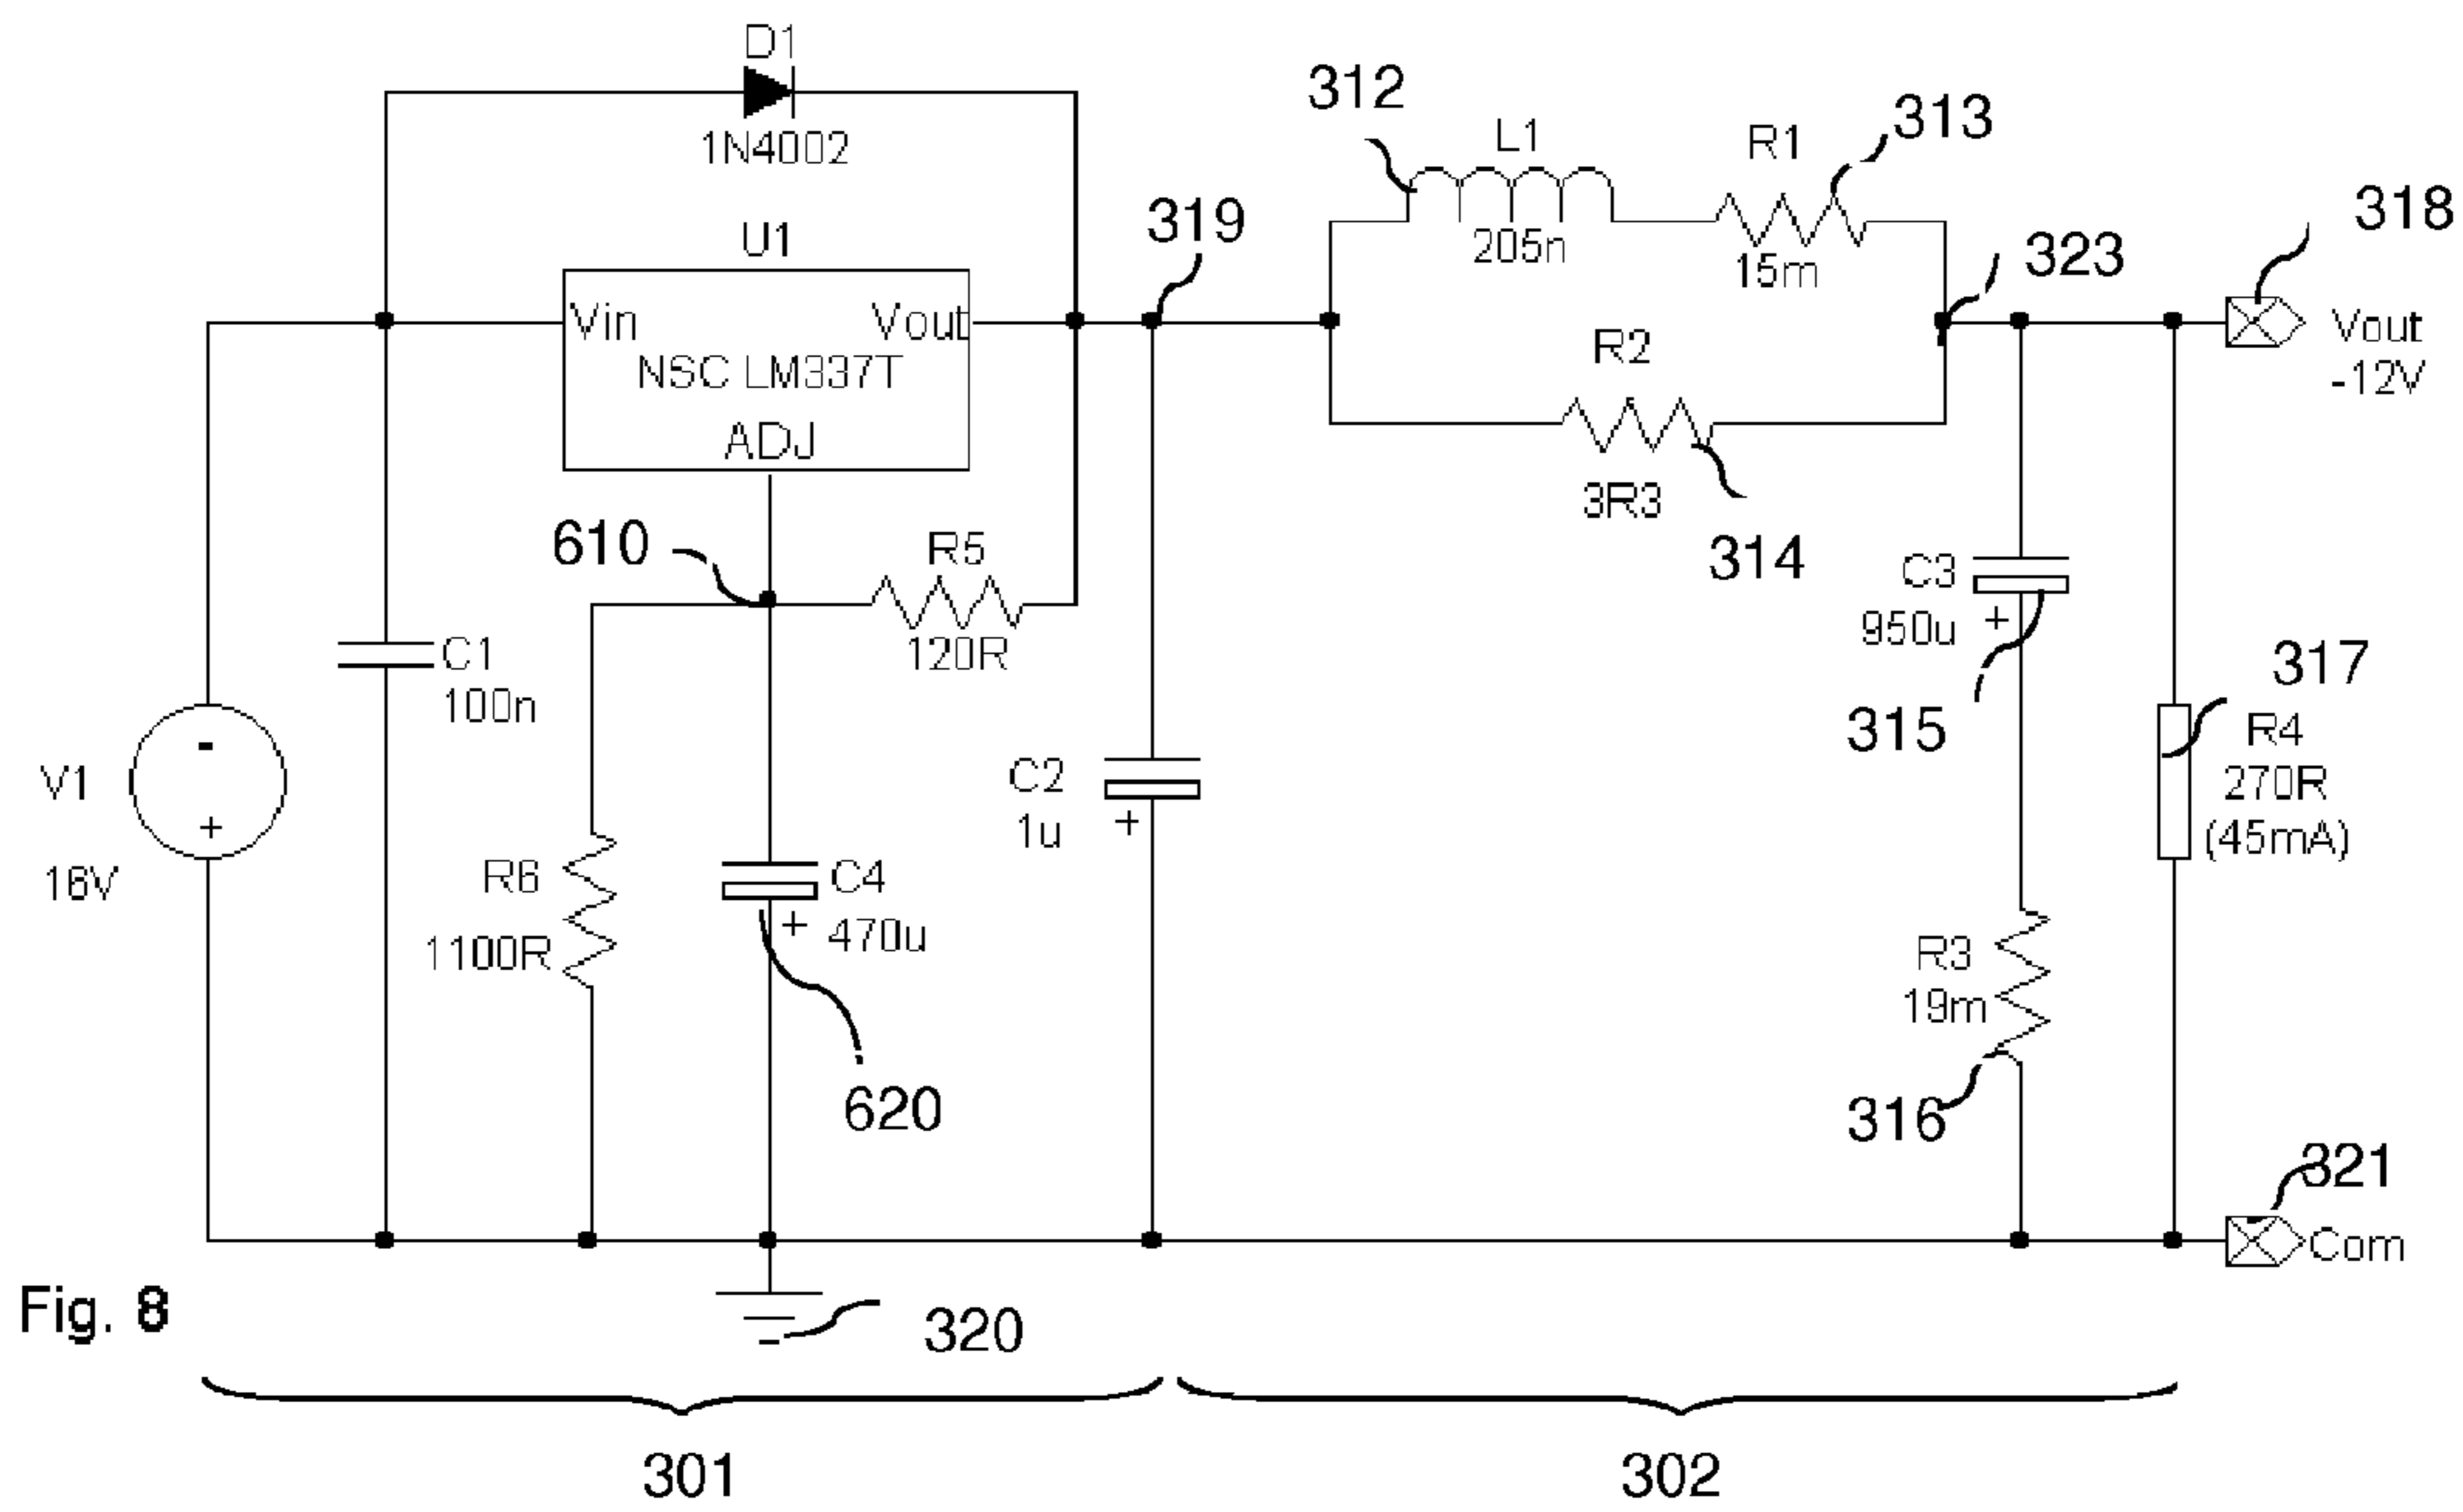 D1
1N4002
312
L1
205n
R1
15m
313
319
U1
Vin
Vout
NSC LM337T
ADJ
323
318
Vout
-12V
R2
3R3
314
610
R5
120R
C1
100n
C3
950u
+
315
317
R4
270R
(45mA)
V1
-
+
16V
C2
1u
+
R6
1100R
C4
+
470u
R3
19m
620
316
321
Com
Fig. 8
320
301
302